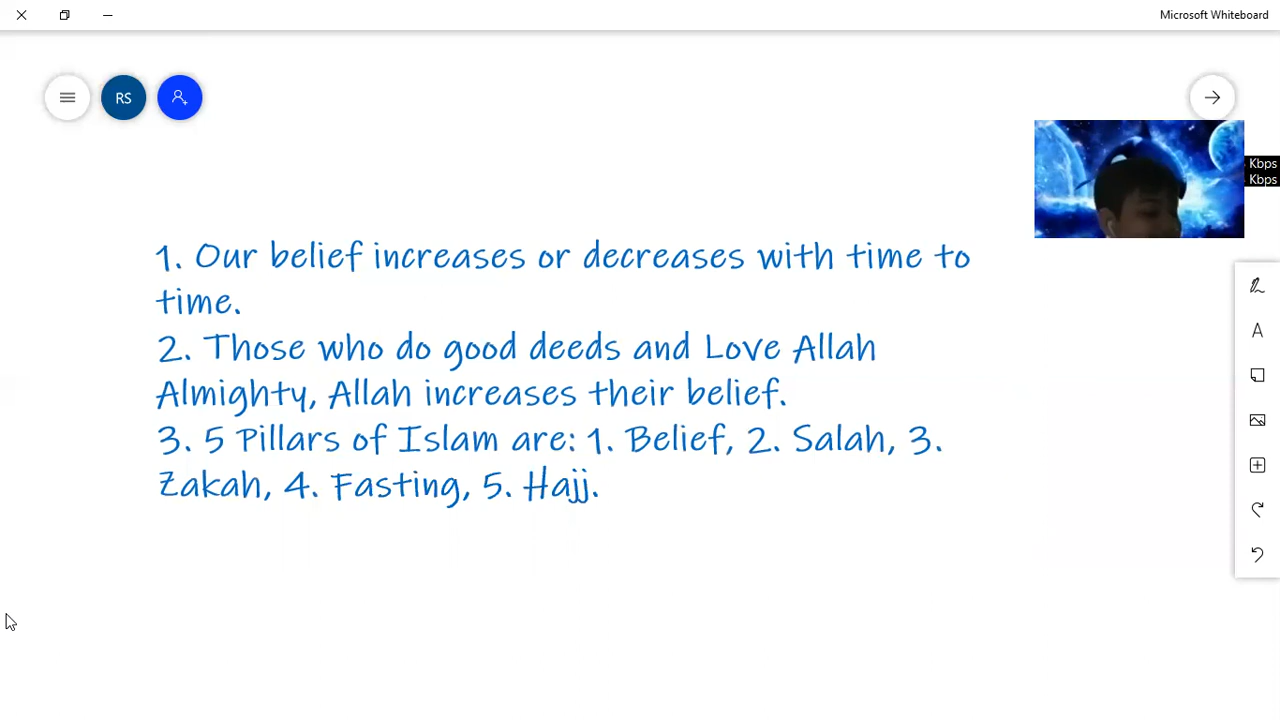 Microsoft Whiteboard
RS
Kbps
Kbps
1. Our belief increases or decreases with time to
time.
2. Those who do good deeds and Love Allah
Almighty, Allah increases their belief.
3. 5 Pillars of Islam are: 1. Belief, 2. Salah, 3.
Zakah, 4. Fasting, 5. Hajj.
A